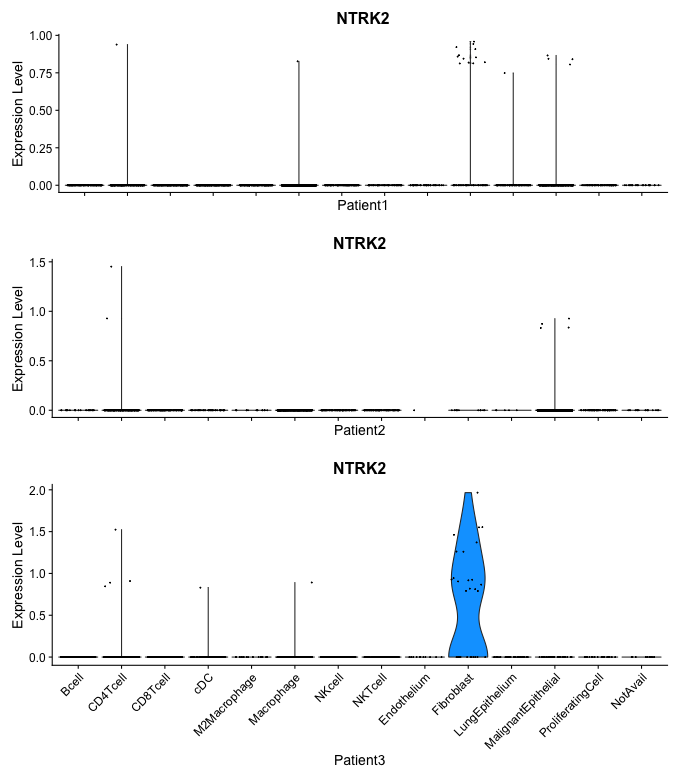 NTRK2
Expression Level
1.00
0.75
0.50
0.25
0.00
Patient1
NTRK2
Expression Level
1.5
1.0
0.5
0.0
Patient2
NTRK2
Expression Level
2.0
1.5
1.0
0.5
0.0
Bcell
CD4Tcell
CD8Tcell
cDC
M2Macrophage
Macrophage
NKcell
NKTcell
Endothelium
Fibroblast
LungEpithelium
MalignantEpithelial
ProliferatingCell
NotAvail
Patient3